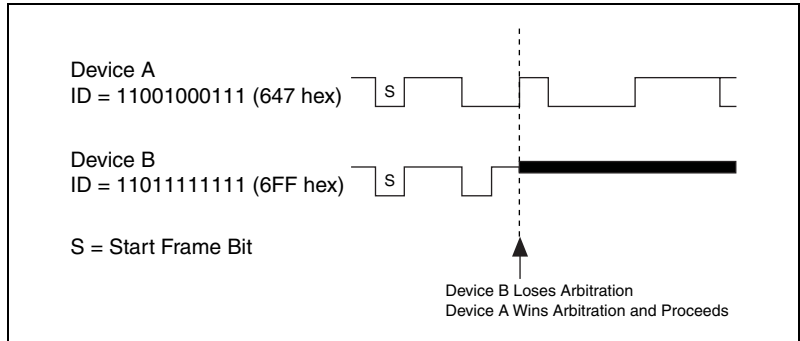 Device A
ID = 11001000111 (647 hex)
S
Device B
ID = 11011111111 (6FF hex)
S
S = Start Frame Bit
Device B Loses Arbitration
Device A Wins Arbitration and Proceeds